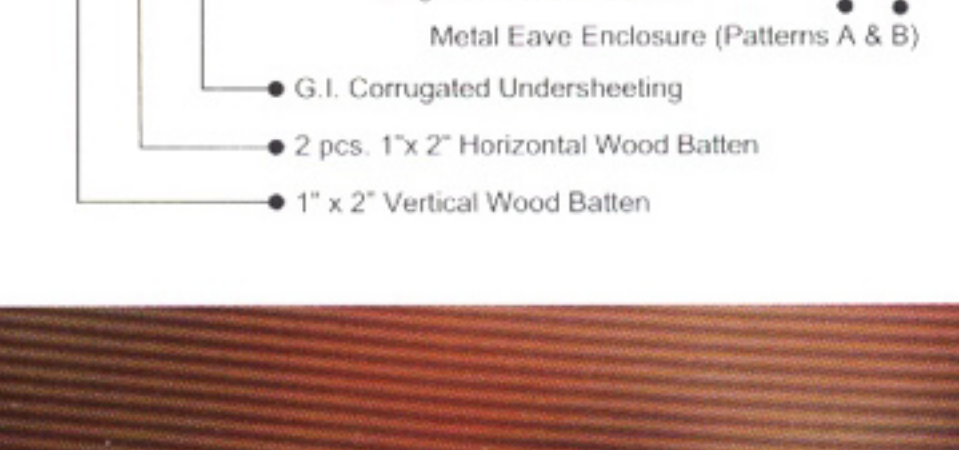 Metal Eave Enclosure (Patterns A & B)
G.I. Corrugated Undersheeting
2 pcs. 1"x 2" Horizontal Wood Batten
1" x 2" Vertical Wood Batten